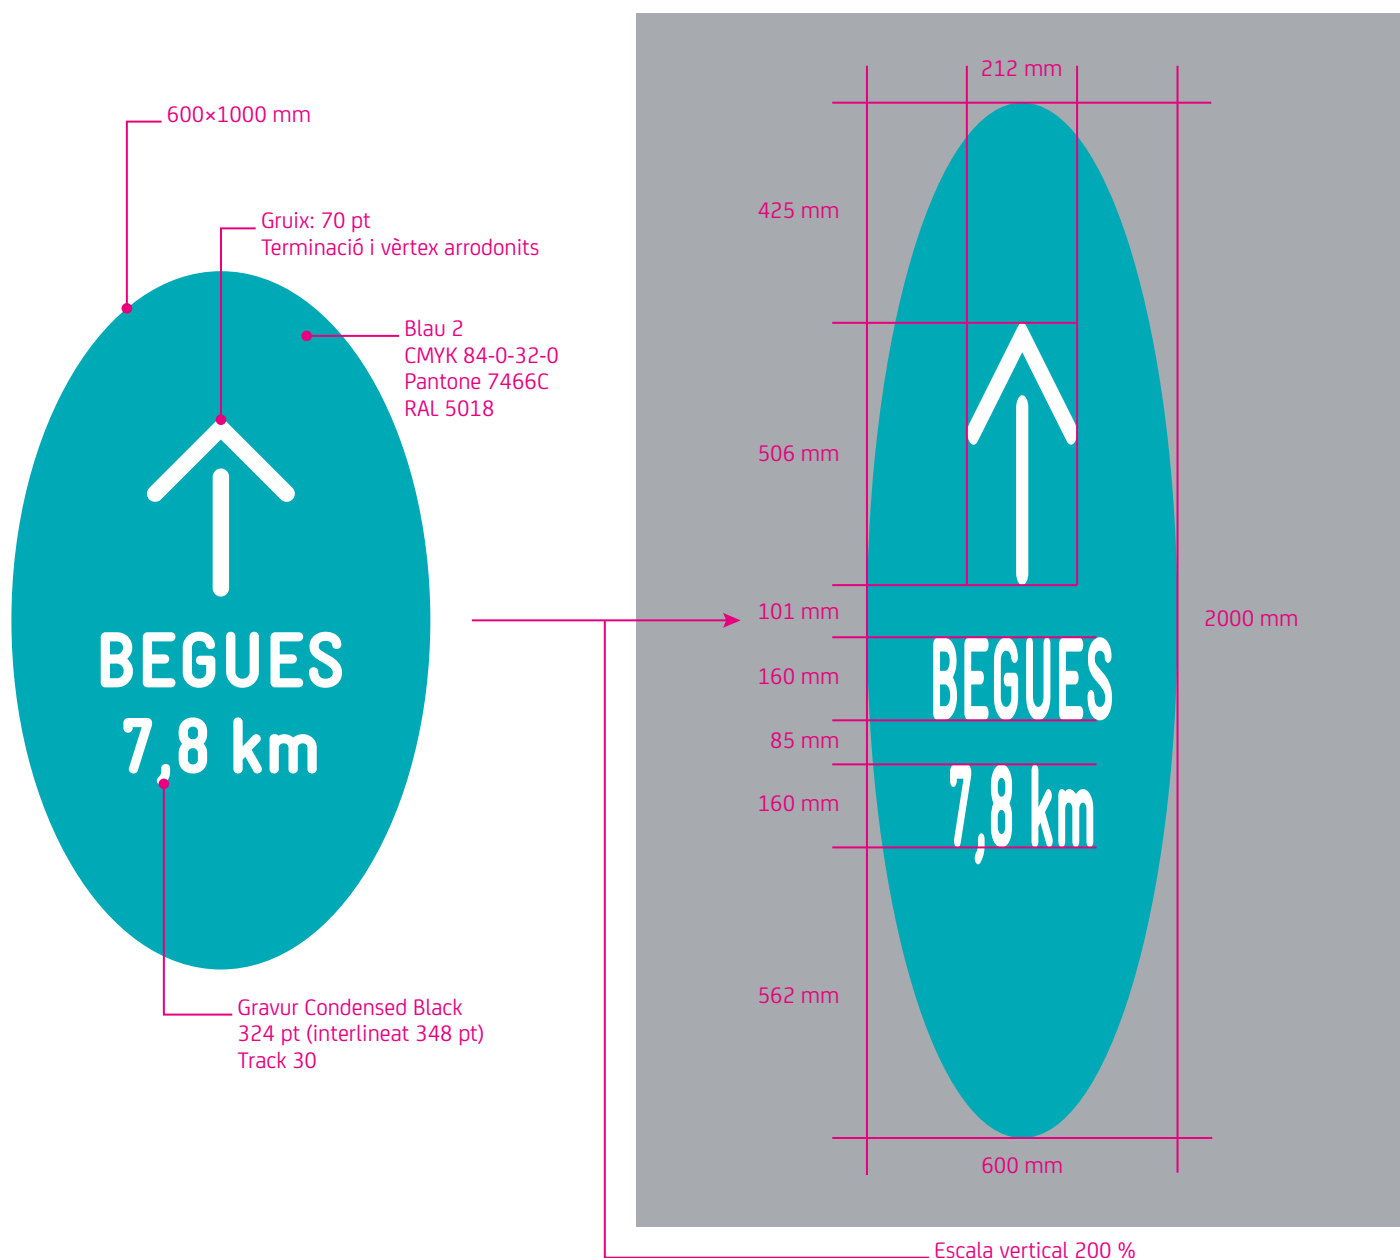 600×1000 mm
Gruix: 70 pt
Terminació i vèrtex arrodonits
Blau 2
CMYK 84-0-32-0
Pantone 7466C
RAL 5018
BEGUES
7,8 km
Gravur Condensed Black
324 pt (interlineat 348 pt)
Track 30
212 mm
425 mm
506 mm
101 mm
2000 mm
BEGUES
160 mm
85 mm
7,8 km
160 mm
562 mm
600 mm
Escala vertical 200 %